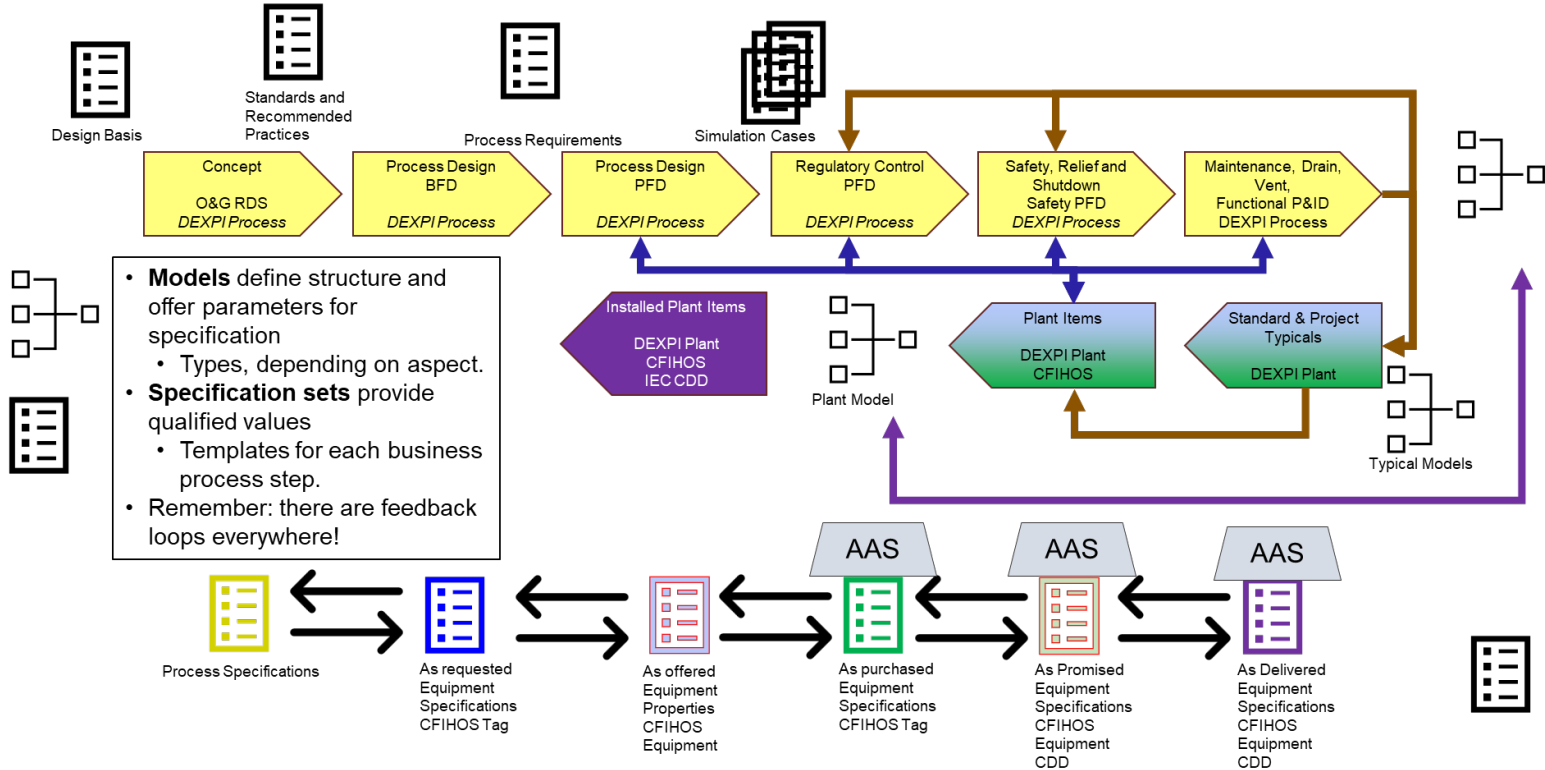 Design Basis
Standards and
Recommended
Practices
Process Requirements
Simulation Cases
Concept
O&G RDS
DEXPI Process
Process Design
BFD
DEXPI Process
Process Design
PFD
DEXPI Process
Regulatory Control
PFD
DEXPI Process
Safety, Relief and
Shutdown
Safety PFD
DEXPI Process
Maintenance, Drain,
Vent,
Functional P&ID
DEXPI Process
• Models define structure and
offer parameters for
specification
• Types, depending on aspect.
• Specification sets provide
qualified values
• Templates for each business
process step.
• Remember: there are feedback
loops everywhere!
Installed Plant Items
DEXPI Plant
CFIHOS
IEC CDD
Plant Model
Plant Items
DEXPI Plant
CFIHOS
Standard & Project
Typicals
DEXPI Plant
Typical Models
AAS
AAS
AAS
Process Specifications
As requested
Equipment
Specifications
CFIHOS Tag
As offered
Equipment
Properties
CFIHOS
Equipment
As purchased
Equipment
Specifications
CFIHOS Tag
As Promised
Equipment
Specifications
CFIHOS
Equipment
CDD
As Delivered
Equipment
Specifications
CFIHOS
Equipment
CDD